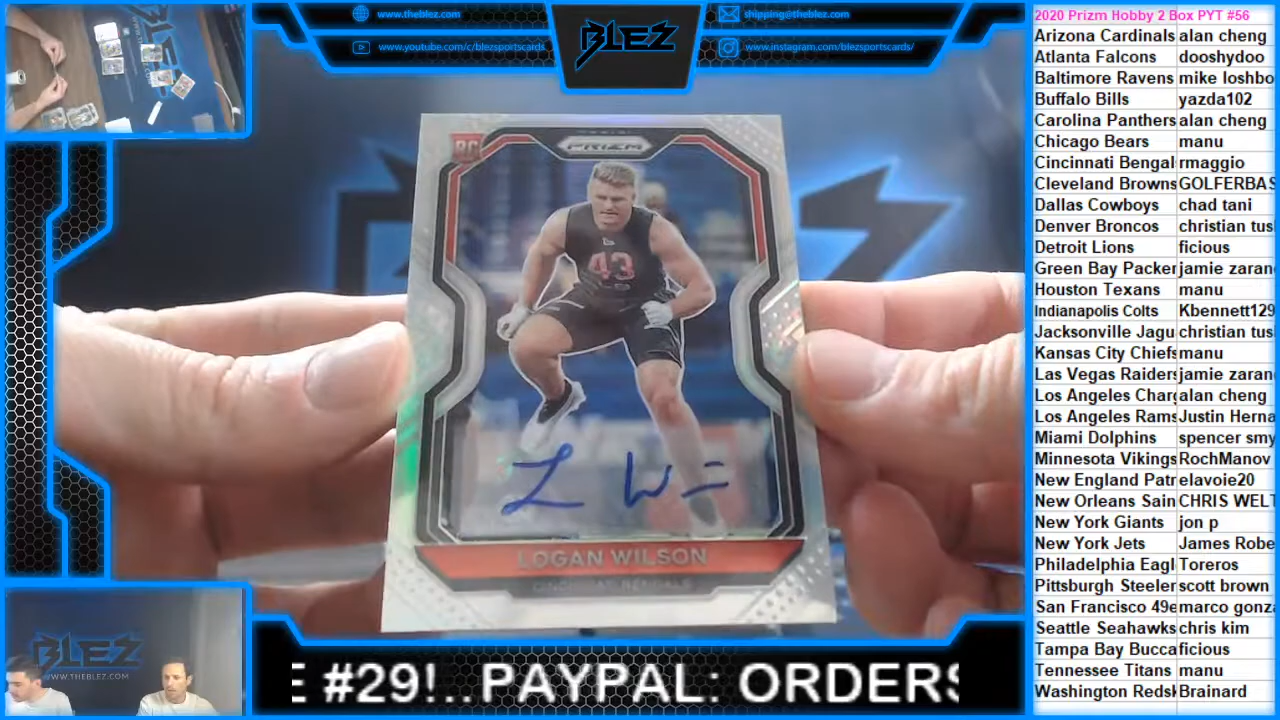 www.theblez.com
www.youtube.com/c/blezsportscards
BLEZ
shipping@theblez.com
www.instagram.com/blezsportscards/
RC
PRIZM
43
L W
LOGAN WILSON
CINCINNATI BENGALS
BLEZ
WWW.THEBLEZ.COM
E #29!..PAYPAL: ORDERS
2020 Prizm Hobby 2 Box PYT #56
Arizona Cardinals alan cheng
Atlanta Falcons dooshydoo
Baltimore Ravens mike loshbo
Buffalo Bills yazda102
Carolina Panthers alan cheng
Chicago Bears manu
Cincinnati Bengal rmaggio
Cleveland Browns GOLFERBAS
Dallas Cowboys chad tani
Denver Broncos christian tus
Detroit Lions ficious
Green Bay Packer jamie zaran
Houston Texans manu
Indianapolis Colts Kbennett129
Jacksonville Jagu christian tus
Kansas City Chiefs manu
Las Vegas Raiders jamie zaran
Los Angeles Charg alan cheng
Los Angeles Rams Justin Herna
Miami Dolphins spencer smy
Minnesota Vikings RochManov
New England Patr elavoie20
New Orleans Sain CHRIS WELT
New York Giants jon p
New York Jets James Robe
Philadelphia Eagl Toreros
Pittsburgh Steeler scott brown
San Francisco 49e marco gonza
Seattle Seahawks chris kim
Tampa Bay Bucca ficious
Tennessee Titans manu
Washington Redsk Brainard